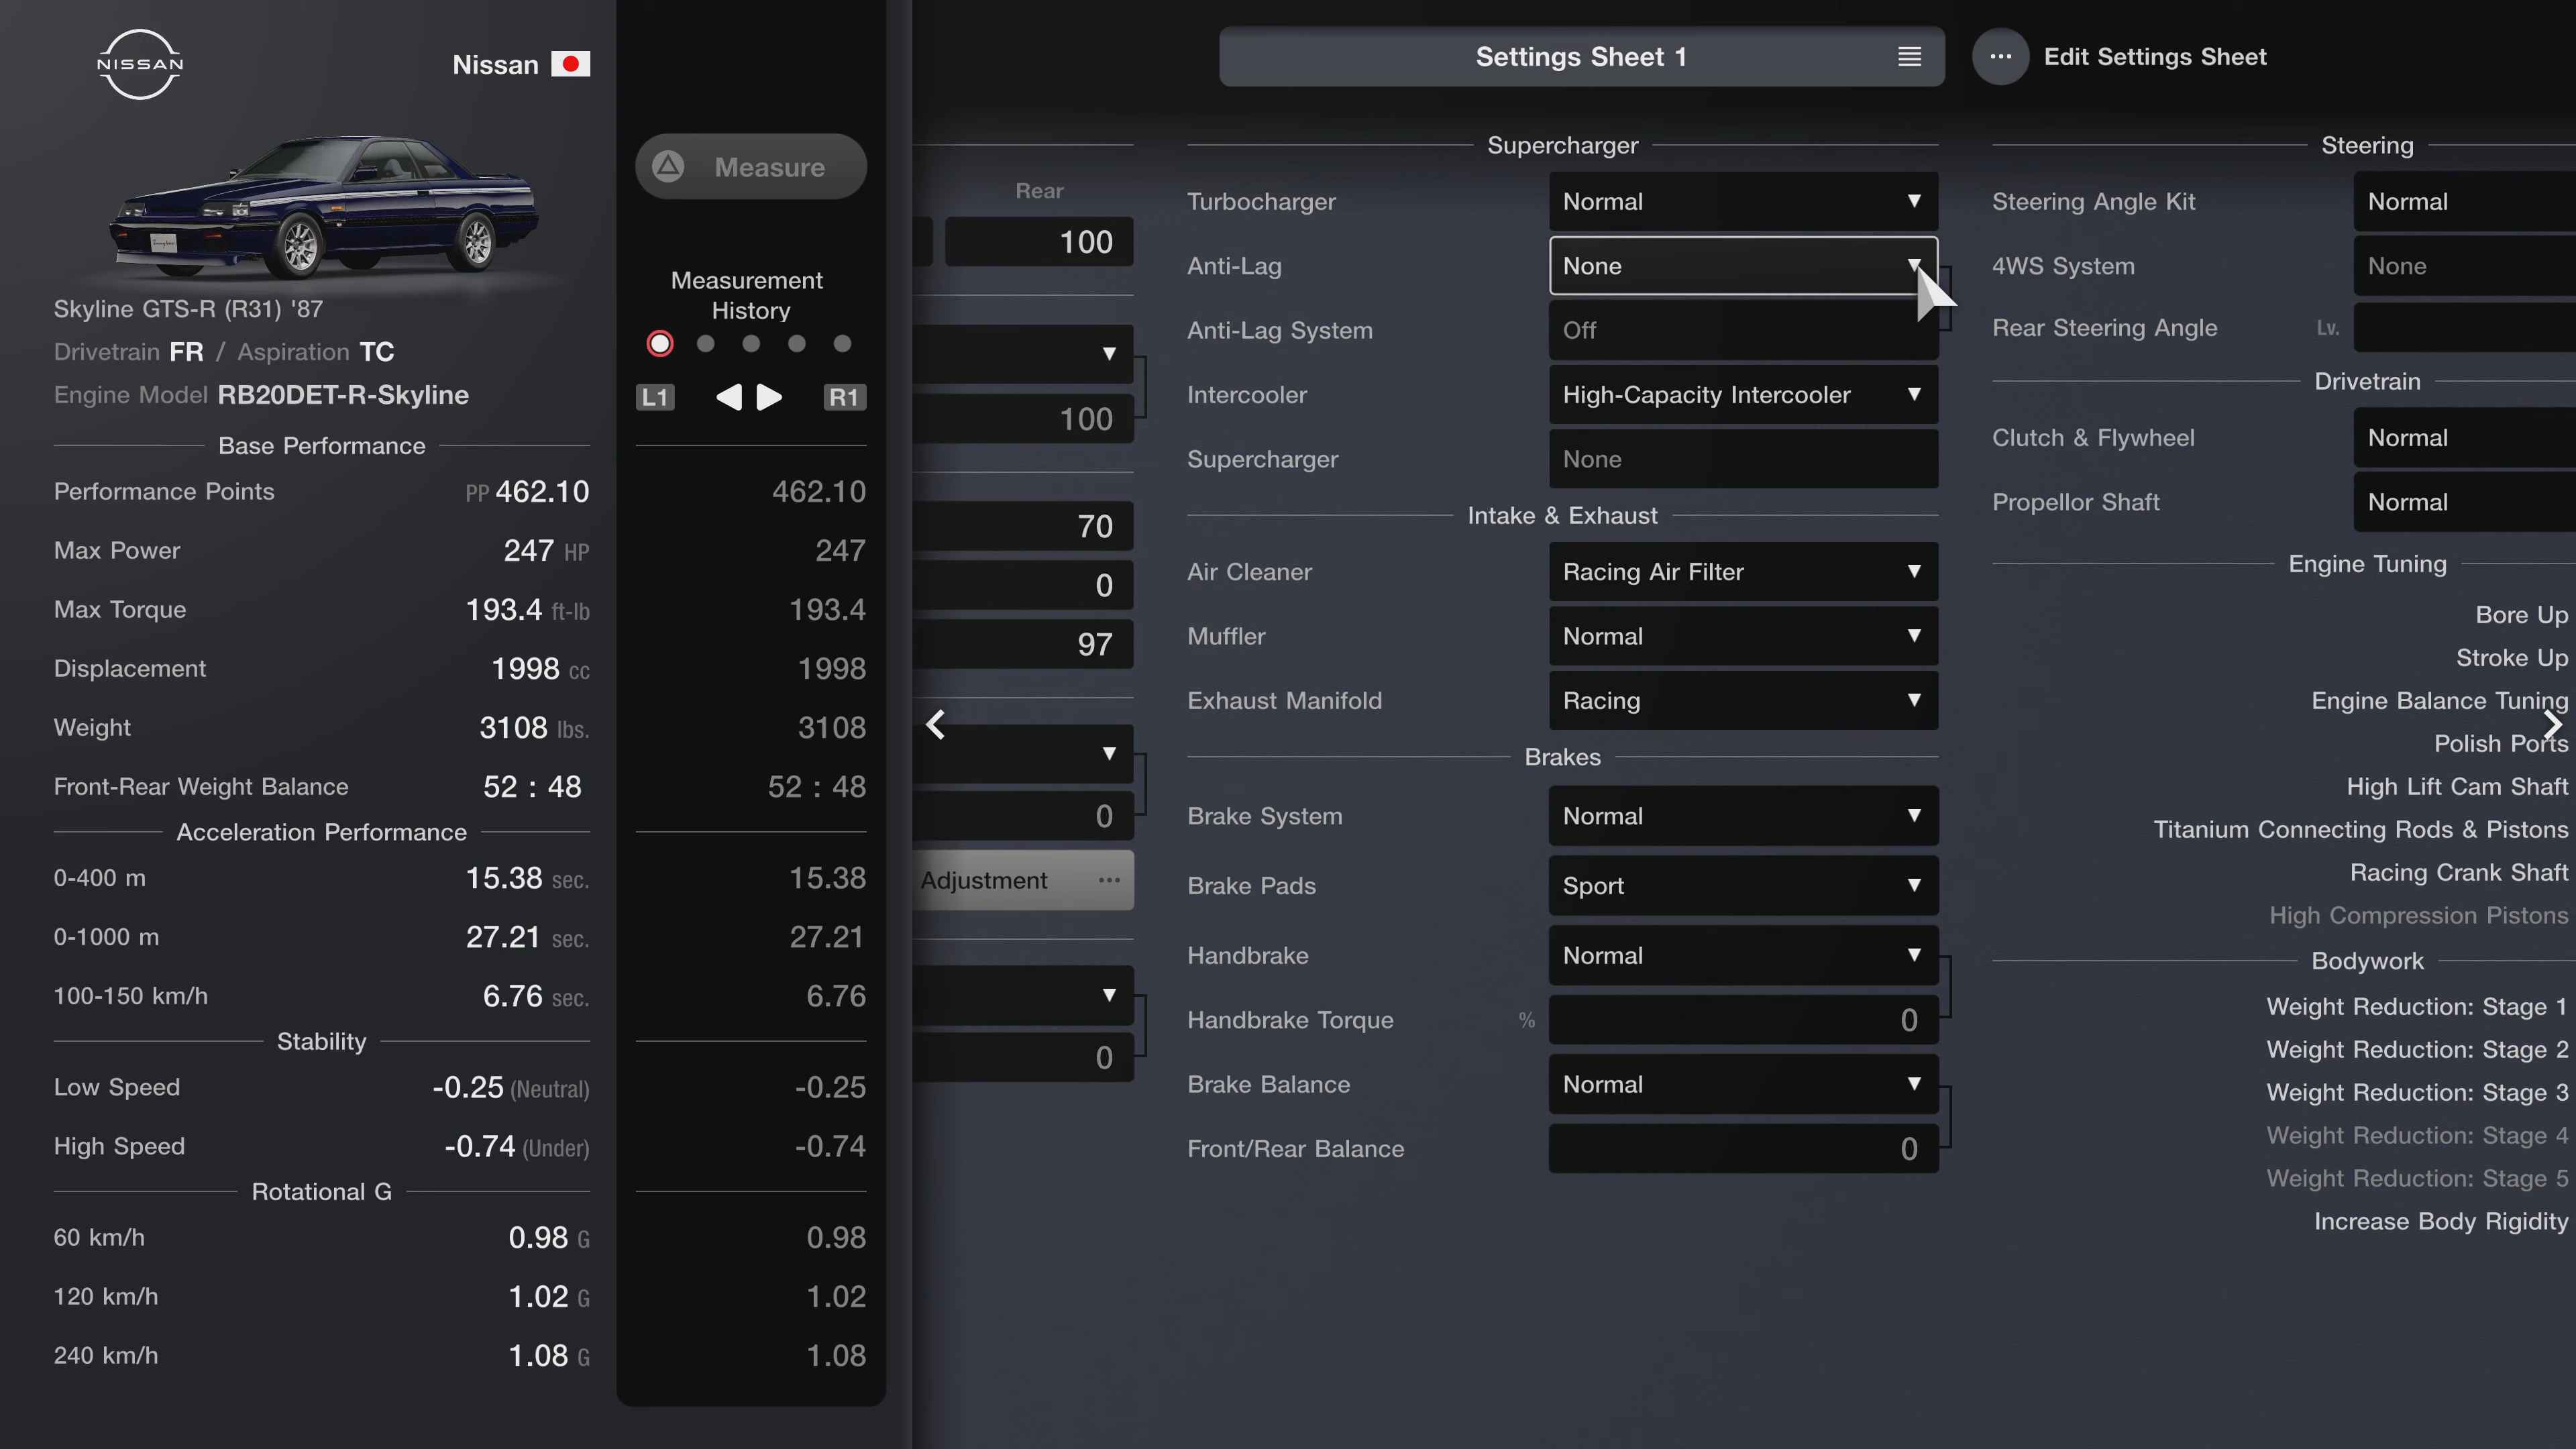 NISSAN
Nissan
Skyline GTS-R (R31) '87
Drivetrain FR / Aspiration TC
Engine Model RB20DET-R-Skyline
Base Performance
Performance Points PP 462.10
Max Power 247 HP
Max Torque 193.4 ft-lb
Displacement 1998 cc
Weight 3108 lbs.
Front-Rear Weight Balance 52 : 48
Acceleration Performance
0-400 m 15.38 sec.
0-1000 m 27.21 sec.
100-150 km/h 6.76 sec.
Stability
Low Speed -0.25 (Neutral)
High Speed -0.74 (Under)
Rotational G
60 km/h 0.98 G
120 km/h 1.02 G
240 km/h 1.08 G
Measure
Measurement
History
L1 R1
462.10
247
193.4
1998
3108
52 : 48
15.38
27.21
6.76
-0.25
-0.74
0.98
1.02
1.08
Rear
100
100
70
0
97
0
Adjustment
0
Settings Sheet 1
Edit Settings Sheet
Supercharger
Turbocharger Normal
Anti-Lag None
Anti-Lag System Off
Intercooler High-Capacity Intercooler
Supercharger None
Intake & Exhaust
Air Cleaner Racing Air Filter
Muffler Normal
Exhaust Manifold Racing
Brakes
Brake System Normal
Brake Pads Sport
Handbrake Normal
Handbrake Torque % 0
Brake Balance Normal
Front/Rear Balance 0
Steering
Steering Angle Kit Normal
4WS System None
Rear Steering Angle Lv.
Drivetrain
Clutch & Flywheel Normal
Propellor Shaft Normal
Engine Tuning
Bore Up
Stroke Up
Engine Balance Tuning
Polish Ports
High Lift Cam Shaft
Titanium Connecting Rods & Pistons
Racing Crank Shaft
High Compression Pistons
Bodywork
Weight Reduction: Stage 1
Weight Reduction: Stage 2
Weight Reduction: Stage 3
Weight Reduction: Stage 4
Weight Reduction: Stage 5
Increase Body Rigidity